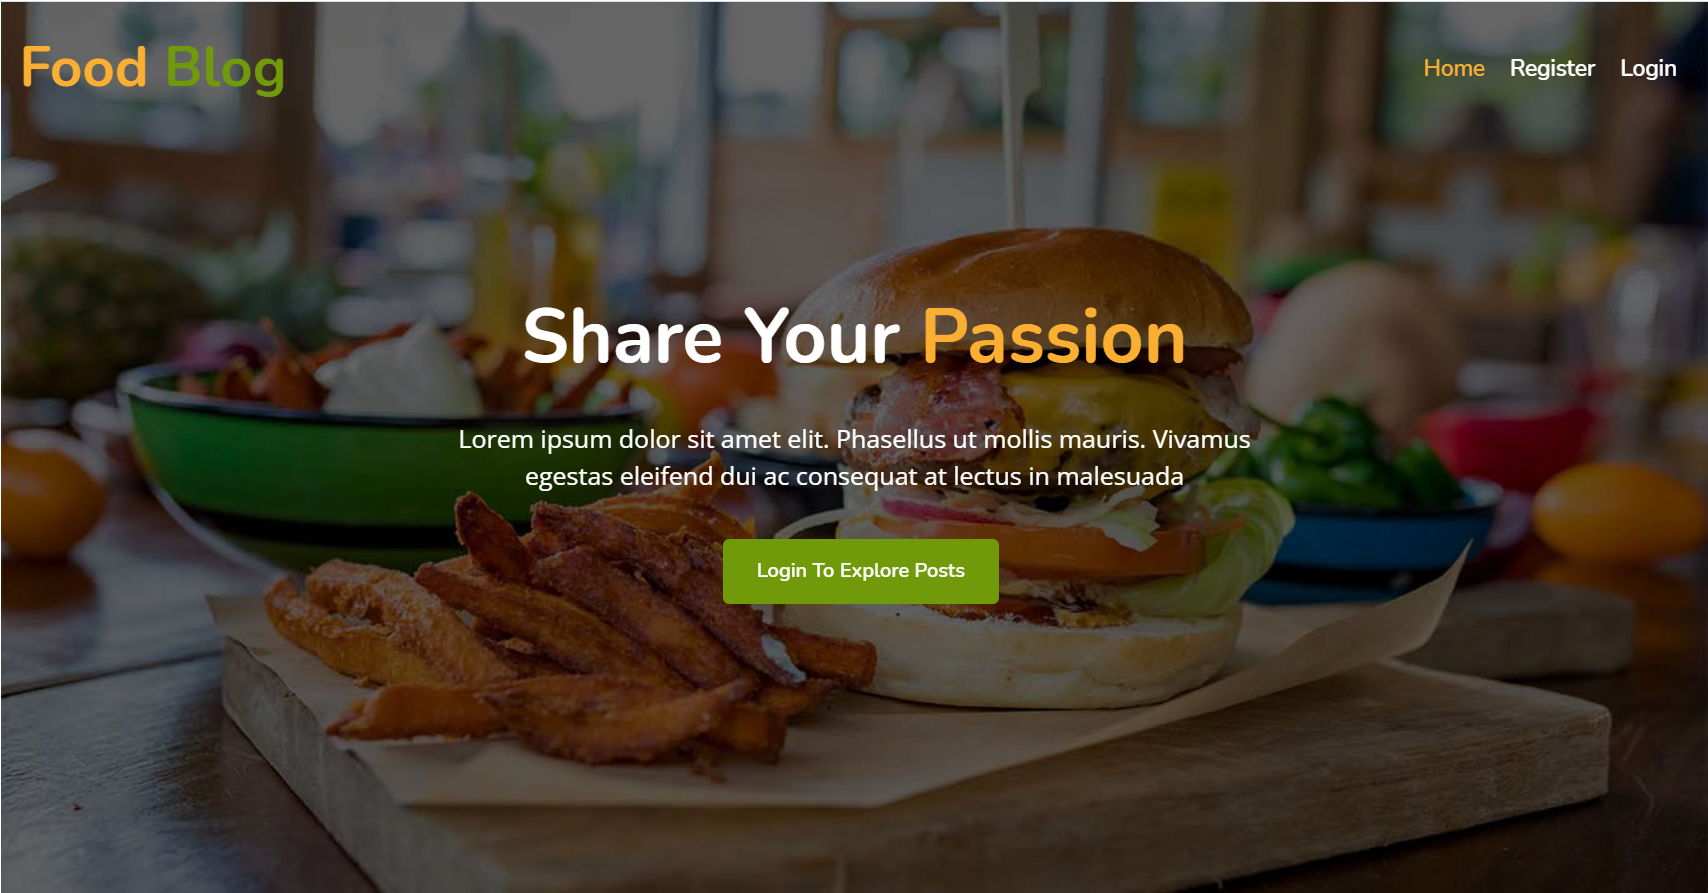 Food Blog
Home Register Login
Share Your Passion
Lorem ipsum dolor sit amet elit. Phasellus ut mollis mauris. Vivamus
egestas eleifend dui ac consequat at lectus in malesuada
Login To Explore Posts